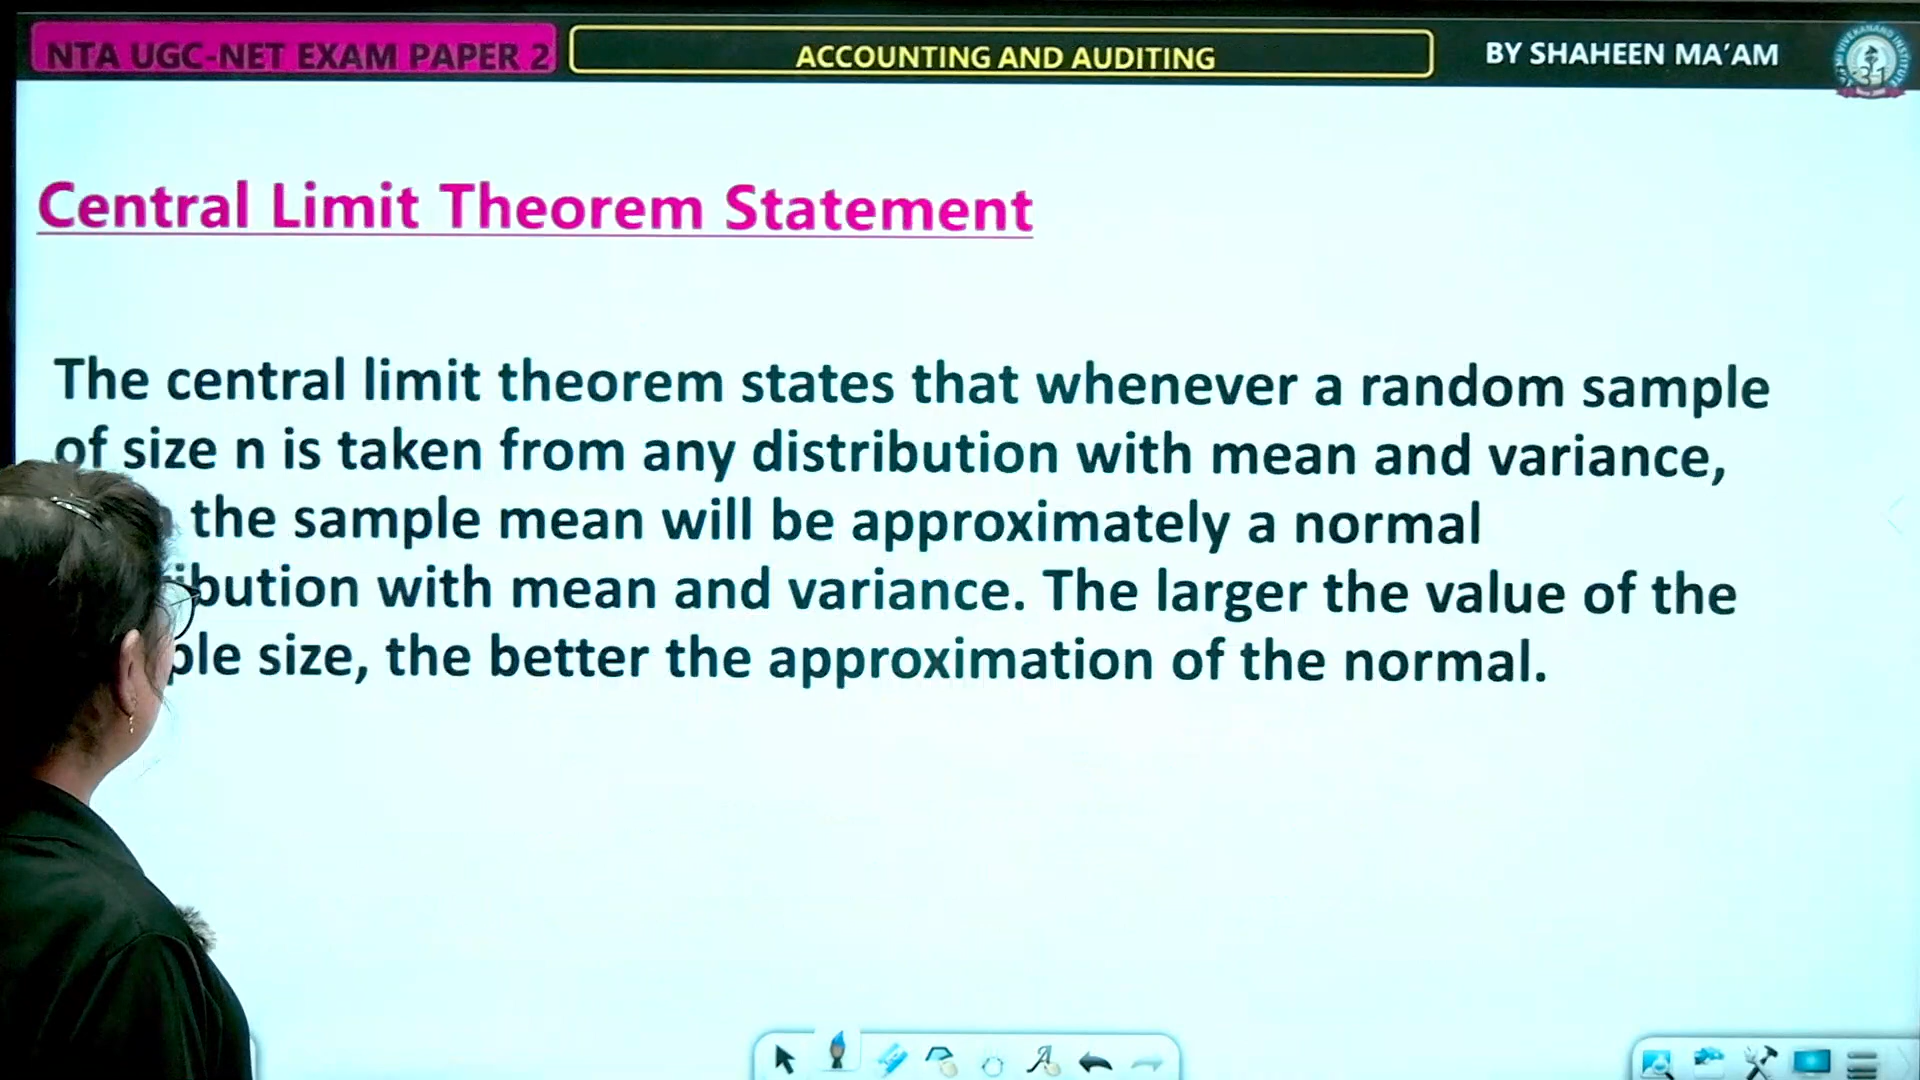 NTA UGC-NET EXAM PAPER 2
ACCOUNTING AND AUDITING
BY SHAHEEN MA’AM
31
Central Limit Theorem Statement
The central limit theorem states that whenever a random sample
of size n is taken from any distribution with mean and variance,
the sample mean will be approximately a normal
ibution with mean and variance. The larger the value of the
ple size, the better the approximation of the normal.